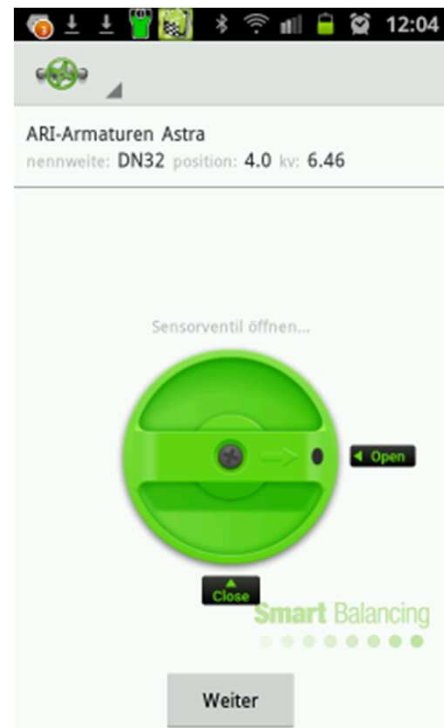 3
12:04
ARI-Armaturen Astra
nennweite: DN32 position: 4.0 kv: 6.46
Sensorventil öffnen...
Open
Close
Smart Balancing
Weiter